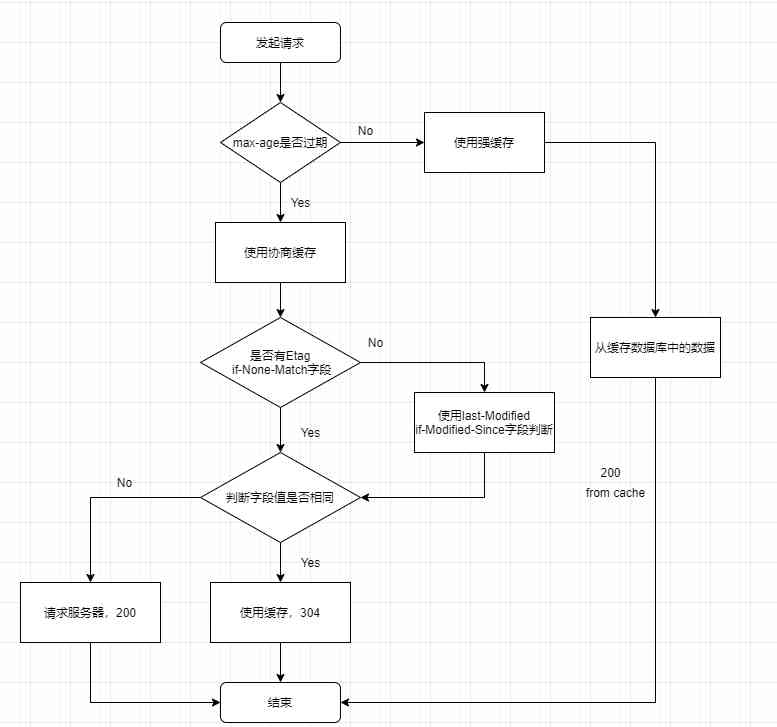 发起请求
max-age是否过期
No
使用强缓存
Yes
使用协商缓存
是否有Etag
if-None-Match字段
No
从缓存数据库中的数据
使用last-Modified
if-Modified-Since字段判断
Yes
200
from cache
No
判断字段值是否相同
Yes
请求服务器，200
使用缓存，304
结束